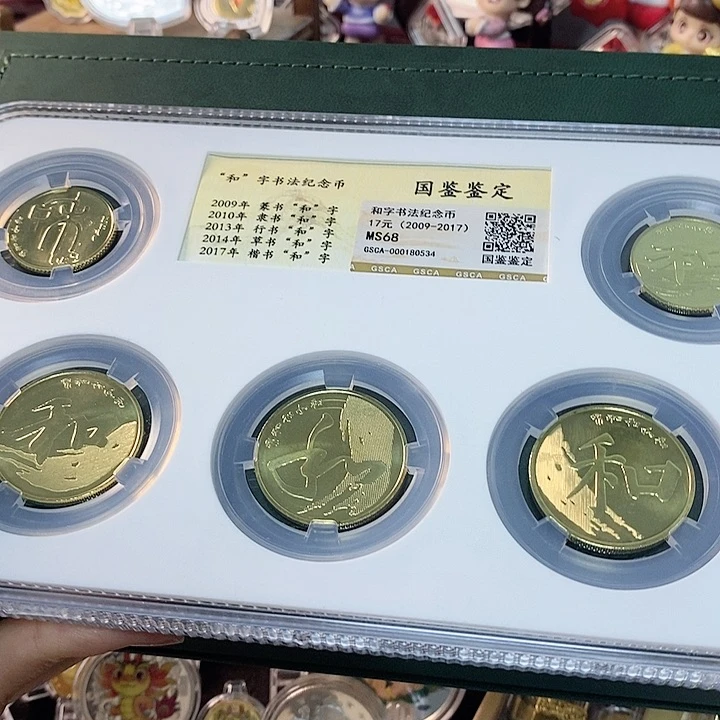 "和"字书法纪念币
国鉴鉴定
2009年 篆书 "和" 字
2010年 隶书 "和" 字
2013年 行书 "和" 字
2014年 草书 "和" 字
2017年 楷书 "和" 字
和字书法纪念币
17元 (2009-2017)
MS68
GSCA-000180534
国鉴鉴定
GSCA GSCA GSCA GSCA
和
和
和